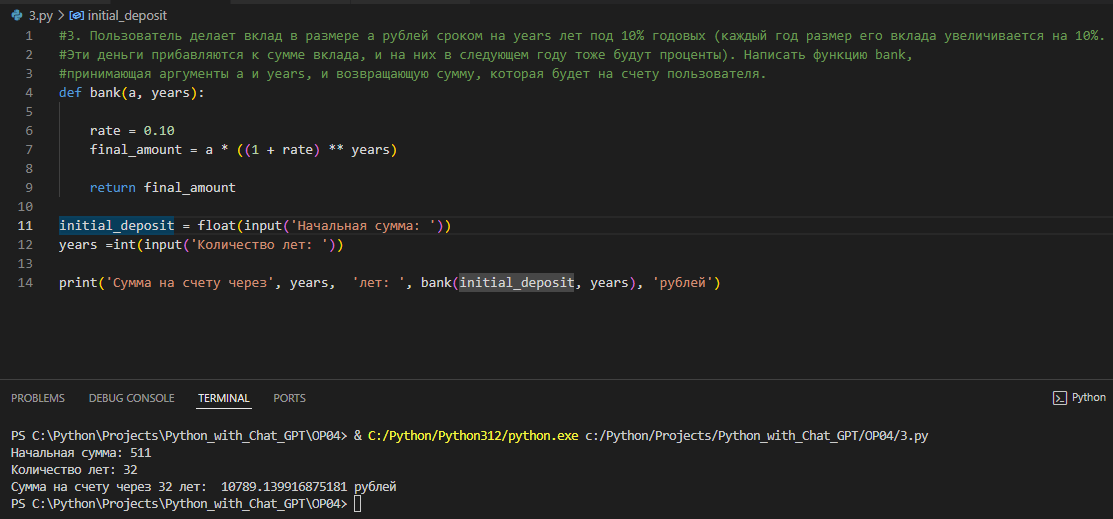 3.py > initial_deposit
1 #3. Пользователь делает вклад в размере a рублей сроком на years лет под 10% годовых (каждый год размер его вклада увеличивается на 10%.
2 #Эти деньги прибавляются к сумме вклада, и на них в следующем году тоже будут проценты). Написать функцию bank,
3 #принимающая аргументы a и years, и возвращающую сумму, которая будет на счету пользователя.
4 def bank(a, years):
5
6 rate = 0.10
7 final_amount = a * ((1 + rate) ** years)
8
9 return final_amount
10
11 initial_deposit = float(input('Начальная сумма: '))
12 years =int(input('Количество лет: '))
13
14 print('Сумма на счету через', years,  'лет: ', bank(initial_deposit, years), 'рублей')
PROBLEMS DEBUG CONSOLE TERMINAL PORTS Python
PS C:\Python\Projects\Python_with_Chat_GPT\OP04> & C:/Python/Python312/python.exe c:/Python/Projects/Python_with_Chat_GPT/OP04/3.py
Начальная сумма: 511
Количество лет: 32
Сумма на счету через 32 лет:  10789.139916875181 рублей
PS C:\Python\Projects\Python_with_Chat_GPT\OP04>